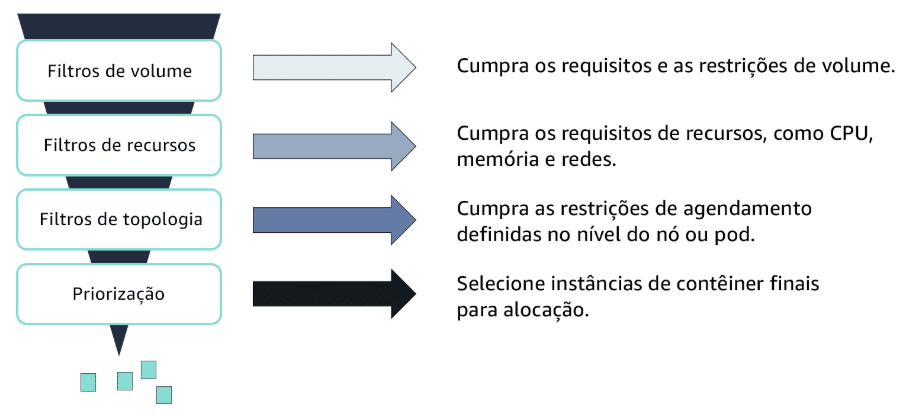 Filtros de volume
Cumpra os requisitos e as restrições de volume.
Filtros de recursos
Cumpra os requisitos de recursos, como CPU,
memória e redes.
Filtros de topologia
Cumpra as restrições de agendamento
definidas no nível do nó ou pod.
Priorização
Selecione instâncias de contêiner finais
para alocação.